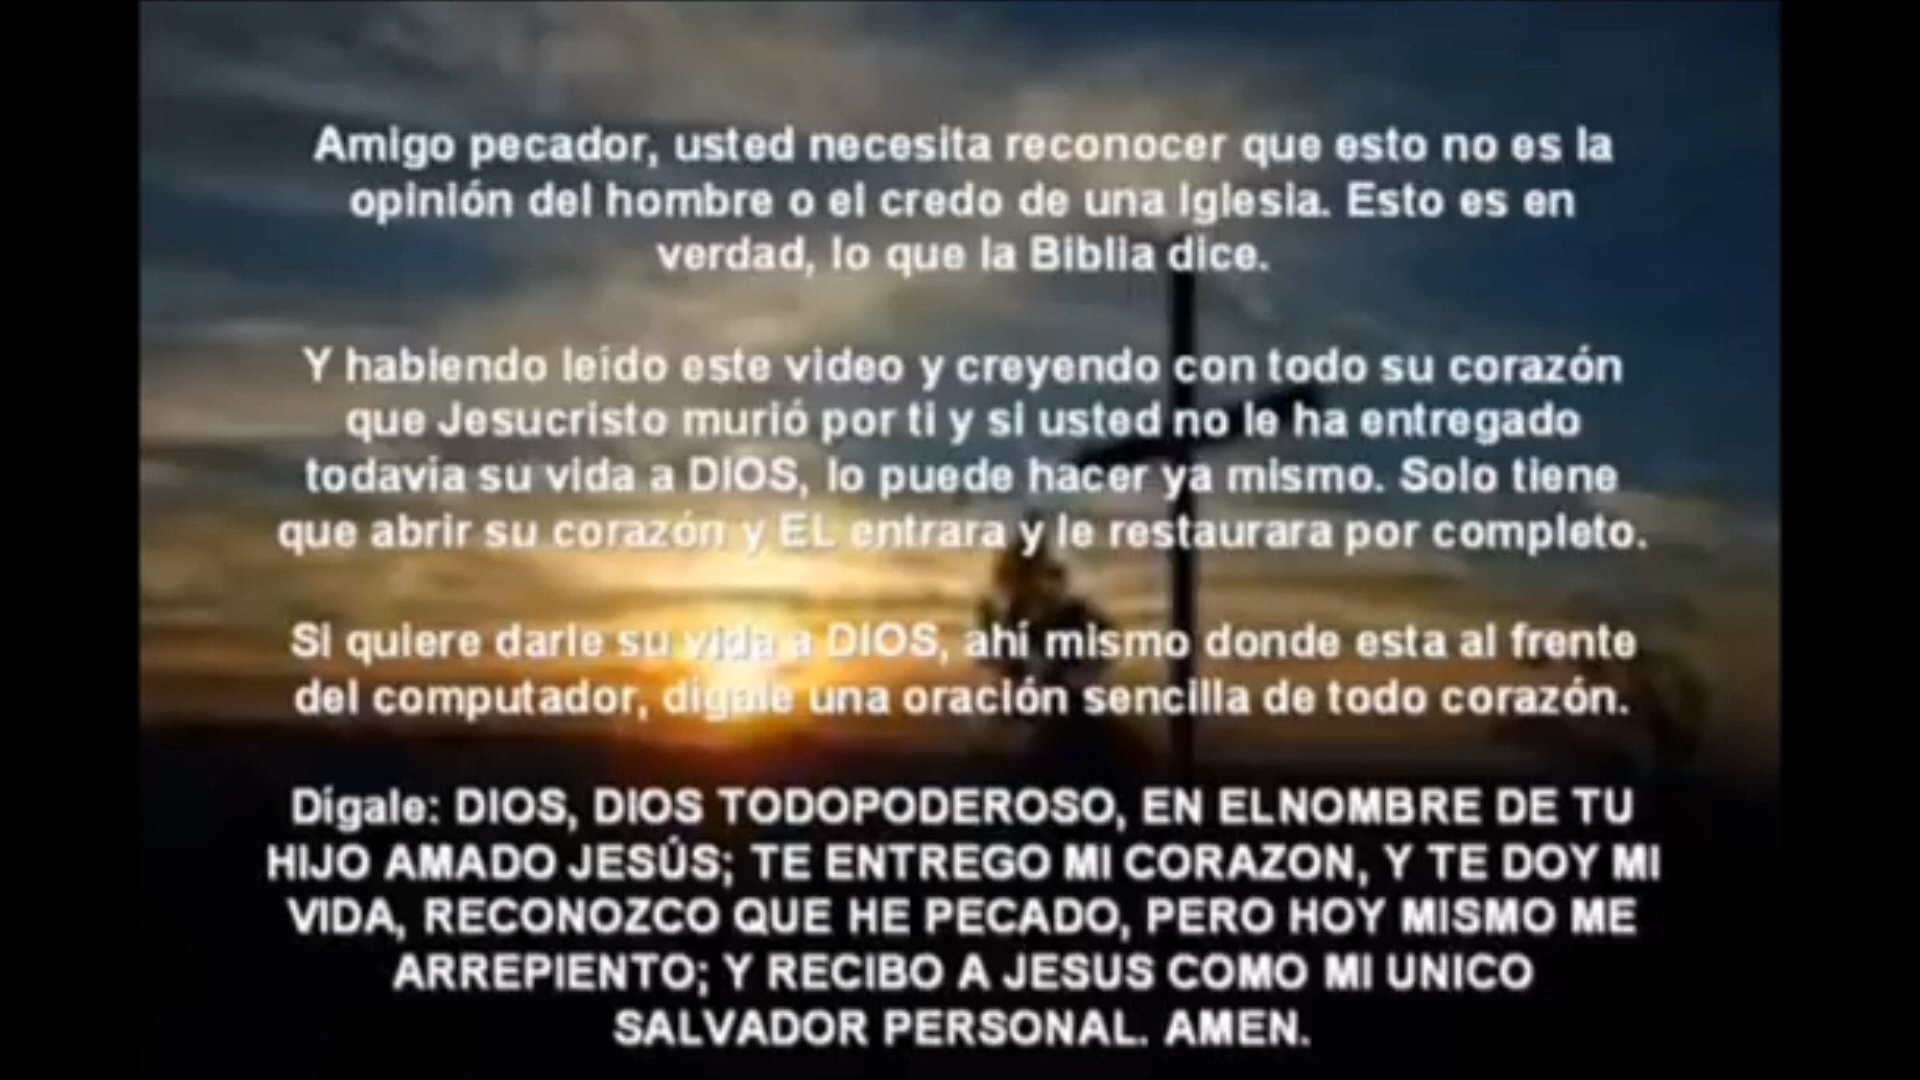 Amigo pecador, usted necesita reconocer que esto no es la
opinión del hombre o el credo de una Iglesia. Esto es en
verdad, lo que la Biblia dice.
Y habiendo leído este video y creyendo con todo su corazón
que Jesucristo murió por ti y si usted no le ha entregado
todavía su vida a DIOS, lo puede hacer ya mismo. Solo tiene
que abrir su corazón y EL entrara y le restaurara por completo.
Si quiere darle su vida a DIOS, ahí mismo donde esta al frente
del computador, dígale una oración sencilla de todo corazón.
Dígale: DIOS, DIOS TODOPODEROSO, EN ELNOMBRE DE TU
HIJO AMADO JESÚS; TE ENTREGO MI CORAZON, Y TE DOY MI
VIDA, RECONOZCO QUE HE PECADO, PERO HOY MISMO ME
ARREPIENTO; Y RECIBO A JESUS COMO MI UNICO
SALVADOR PERSONAL. AMEN.